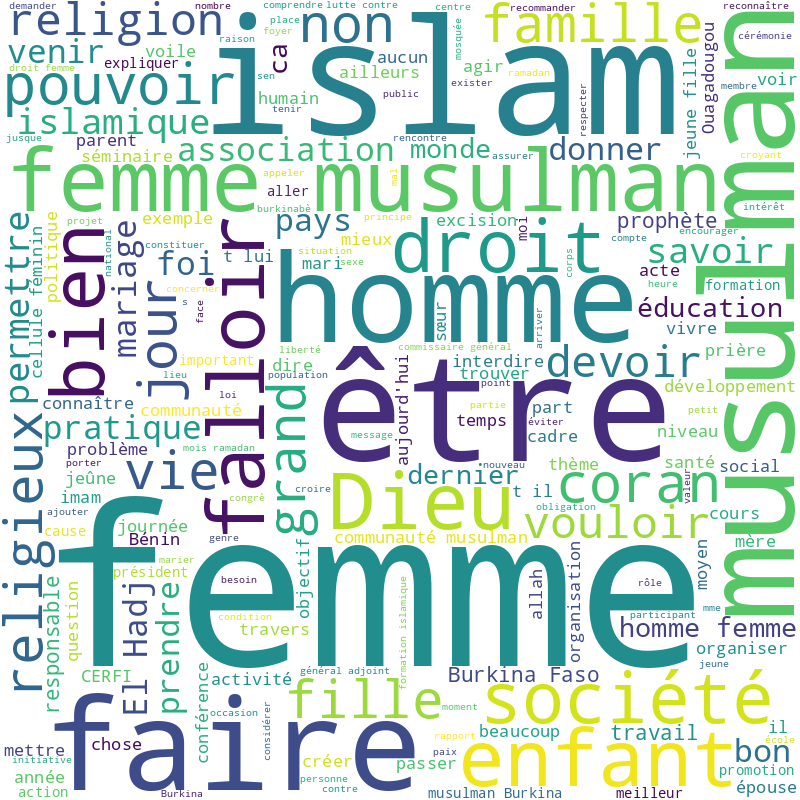 demander
nombre
comprendre
lutte contre
centre
recommander
reconnaître
religion
non
famille
place
foyer
raison
mosquée
cérémonie
venir
voile
expliquer
ça
aucun
ailleurs
agir
islam
droit femme
sen
exister
ramadan
membre
voir
pouvoir
humain
public
tenir
respecter
jeune fille
Ouagadougou
islamique
jusque
parent
association
monde
rencontre
assurer
donner
séminaire
croyant
femme musulman
appeler
aller
mal
burkinabè
intérêt
musulman
projet
exemple
pays
principe
excision
moi
prophète
encourager
constituer
t lui
mieux
situation
droit
compte
savoir
permettre
cellule féminin
politique
national
bien
mariage
foi
jour
concerner
s
face
falloir
mari
sexe
homme
sœur
corps
acte
heure
formation
éducation
arriver
vivre
important
lieu
loi
liberté
dire
population
commissaire général
interdire
trouver
point
devoir
prière
développement
connaître
communauté
grand
être
aujourd'hui
temps
partie
part
éviter
cadre
petit
niveau
pratique
problème
porter
mois ramadan
message
religieux
vie
jeûne
imam
ajouter
congrè
croire
Dieu
dernier
nouveau
t il
thème
santé
valeur
social
coran
obligation
cause
journée
Bénin
genre
communauté musulman
vouloir
cours
mère
moyen
femme
marier
président
question
responsable
El Hadj
prendre
besoin
condition
travers
objectif
formation islamique
allah
organisation
rôle
participant
mme
homme femme
organiser
jeune
CERFI
conférence
activité
général adjoint
Burkina Faso
faire
occasion
considérer
fille
moment
société
beaucoup
travail
il
école
mettre
chose
initiative
année
action
Burkina
créer
personne
contre
rapport
paix
passer
enfant
bon
promotion
épouse
musulman Burkina
meilleur